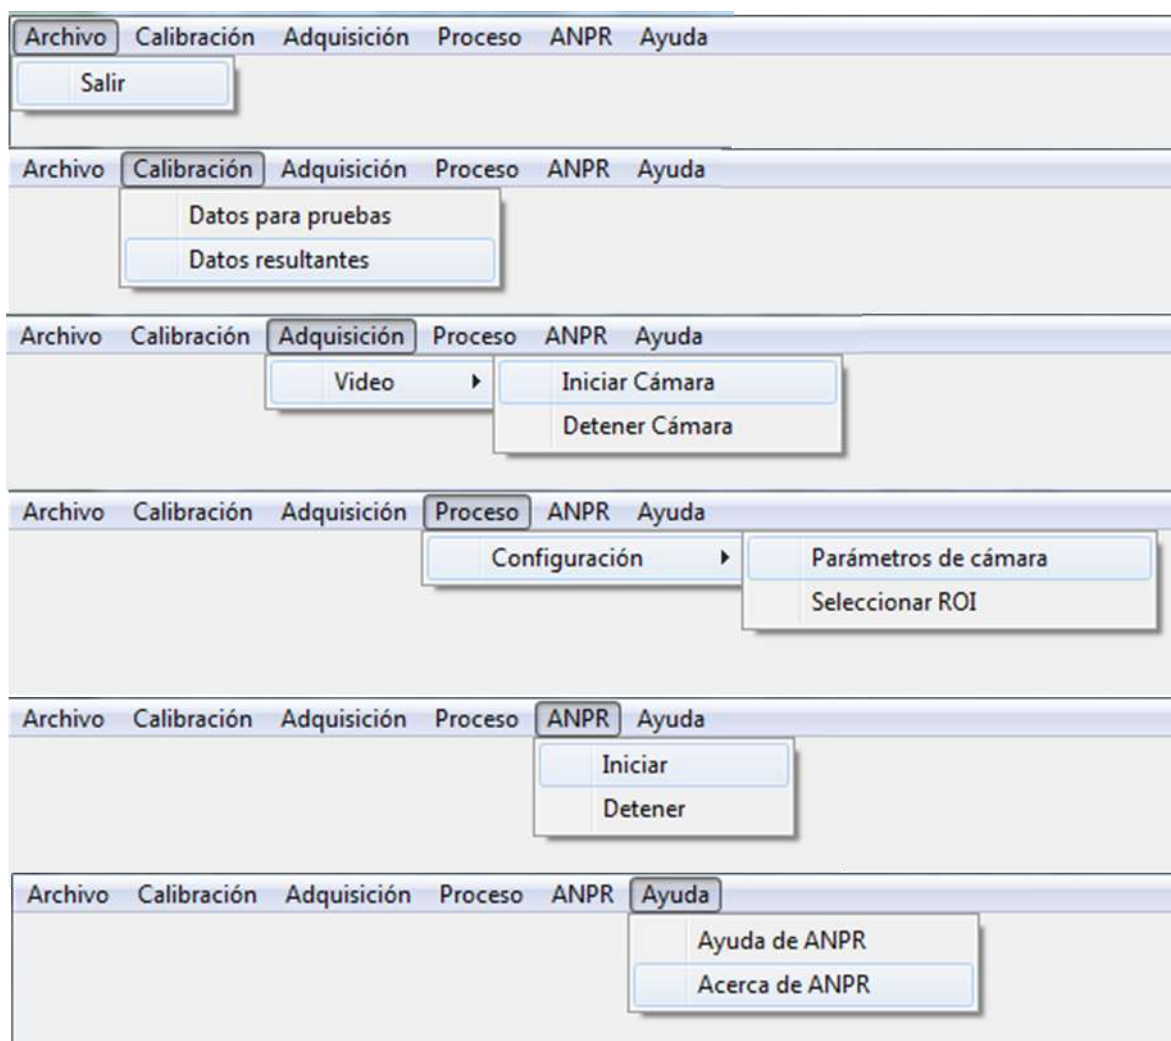 Archivo Calibración Adquisición Proceso ANPR Ayuda
Salir
Archivo Calibración Adquisición Proceso ANPR Ayuda
Datos para pruebas
Datos resultantes
Archivo Calibración Adquisición Proceso ANPR Ayuda
Video Iniciar Cámara
Detener Cámara
Archivo Calibración Adquisición Proceso ANPR Ayuda
Configuración Parámetros de cámara
Seleccionar ROI
Archivo Calibración Adquisición Proceso ANPR Ayuda
Iniciar
Detener
Archivo Calibración Adquisición Proceso ANPR Ayuda
Ayuda de ANPR
Acerca de ANPR